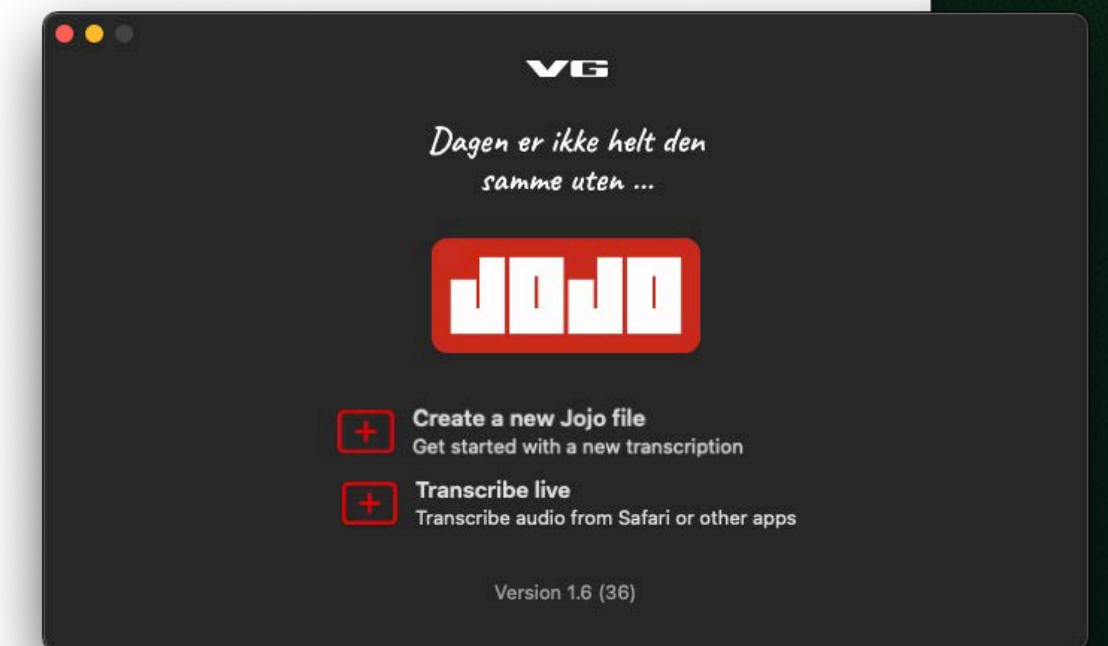 VG
Dagen er ikke helt den
samme uten ...
JOJO
Create a new Jojo file
Get started with a new transcription
Transcribe live
Transcribe audio from Safari or other apps
Version 1.6 (36)